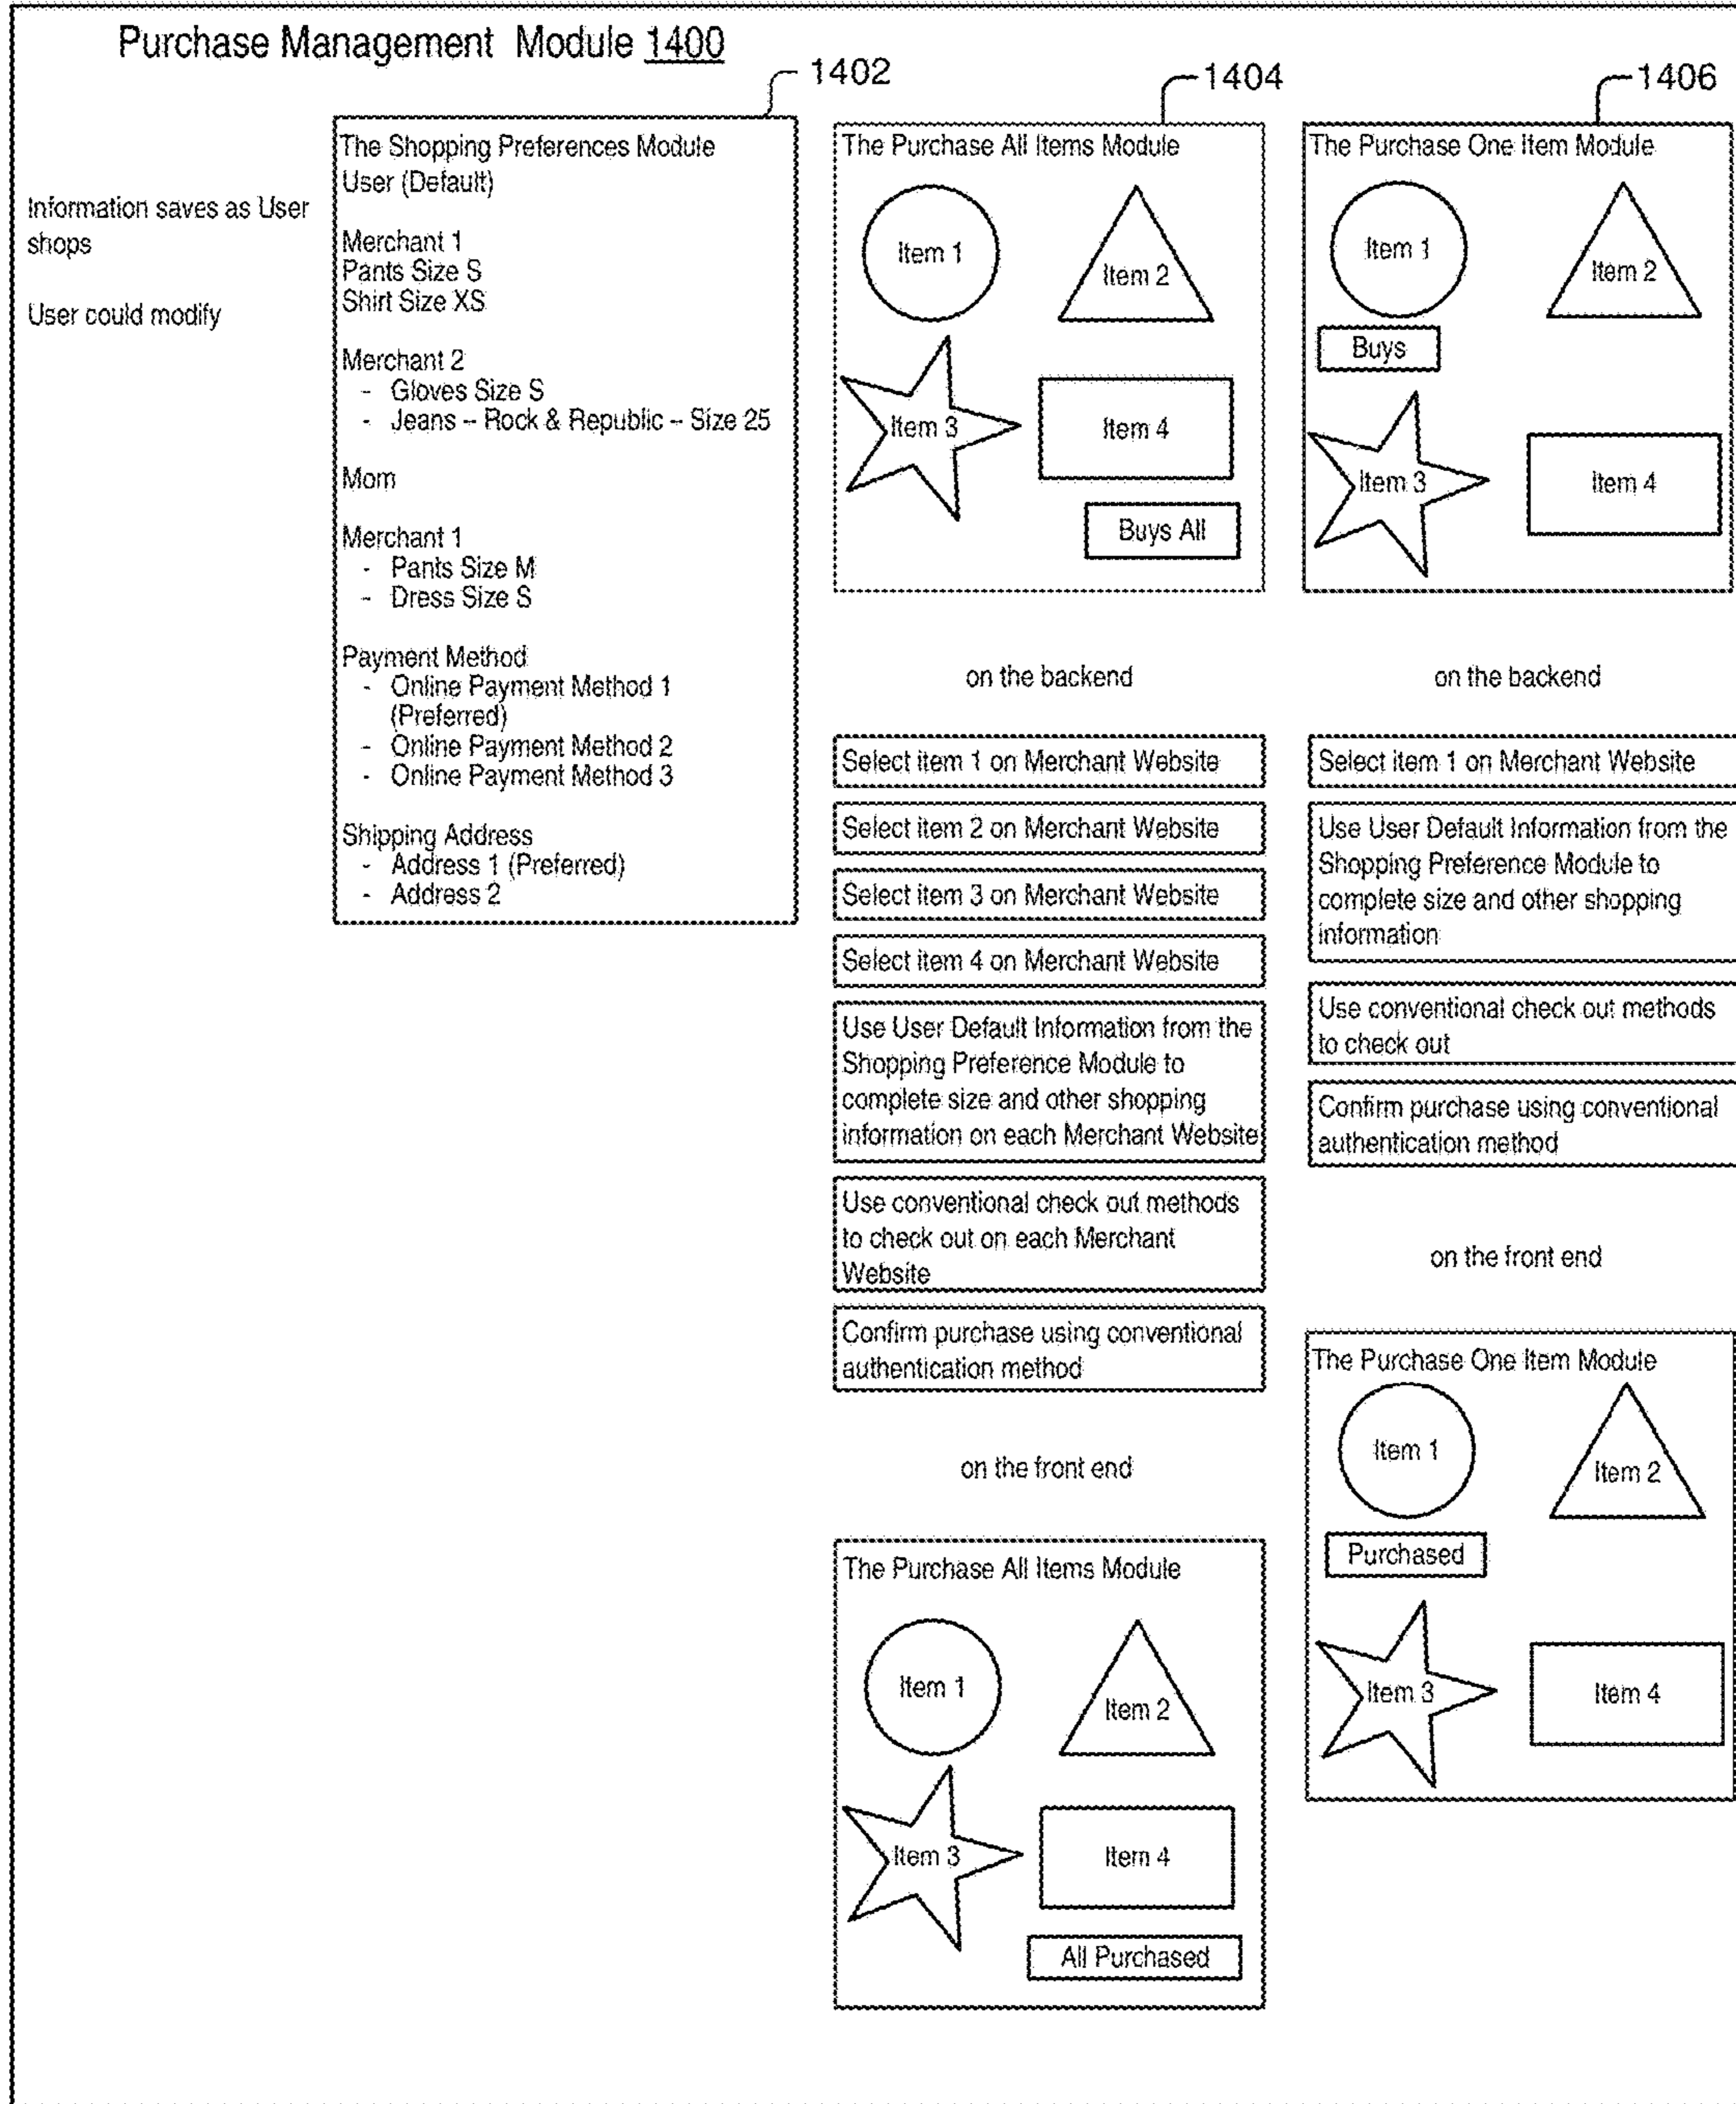 Purchase Management Module 1400
1402
1404
1406
Information saves as User
shops
User could modify
The Shopping Preferences Module
User (Default)
Merchant 1
Pants Size S
Shirt Size XS
Merchant 2
- Gloves Size S
- Jeans -- Rock & Republic -- Size 25
Mom
Merchant 1
- Pants Size M
- Dress Size S
Payment Method
- Online Payment Method 1
(Preferred)
- Online Payment Method 2
- Online Payment Method 3
Shipping Address
- Address 1 (Preferred)
- Address 2
The Purchase All Items Module
Item 1
Item 2
Item 3
Item 4
Buys All
on the backend
Select item 1 on Merchant Website
Select item 2 on Merchant Website
Select item 3 on Merchant Website
Select item 4 on Merchant Website
Use User Default Information from the
Shopping Preference Module to
complete size and other shopping
information on each Merchant Website
Use conventional check out methods
to check out on each Merchant
Website
Confirm purchase using conventional
authentication method
on the front end
The Purchase All Items Module
Item 1
Item 2
Item 3
Item 4
All Purchased
The Purchase One Item Module
Item 1
Item 2
Buys
Item 3
Item 4
on the backend
Select item 1 on Merchant Website
Use User Default Information from the
Shopping Preference Module to
complete size and other shopping
information
Use conventional check out methods
to check out
Confirm purchase using conventional
authentication method
on the front end
The Purchase One Item Module
Item 1
Item 2
Purchased
Item 3
Item 4